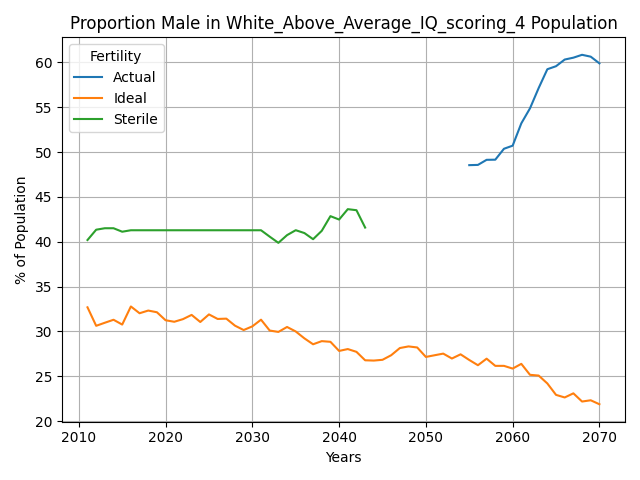 Proportion Male in White_Above_Average_IQ_scoring_4 Population
Fertility
Actual
Ideal
Sterile
% of Population
60
55
50
45
40
35
30
25
20
2010
2020
2030
2040
2050
2060
2070
Years